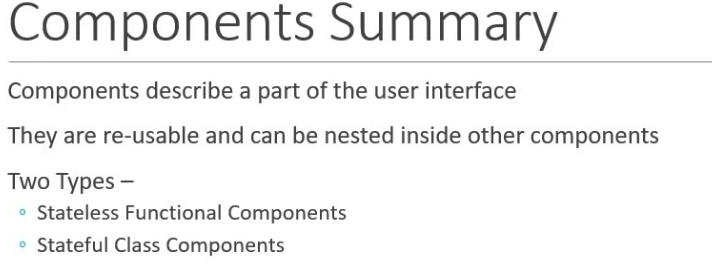 Components Summary
Components describe a part of the user interface
They are re-usable and can be nested inside other components
Two Types –
Stateless Functional Components
Stateful Class Components